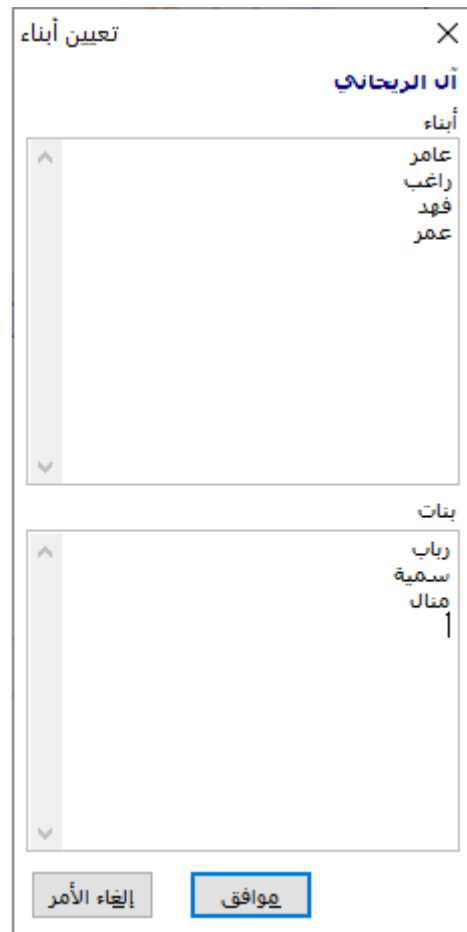 تعيين أبناء
آل الريحاني
أبناء
عامر
راغب
فهد
عمر
بنات
رباب
سمية
منال
موافق
إلغاء الأمر